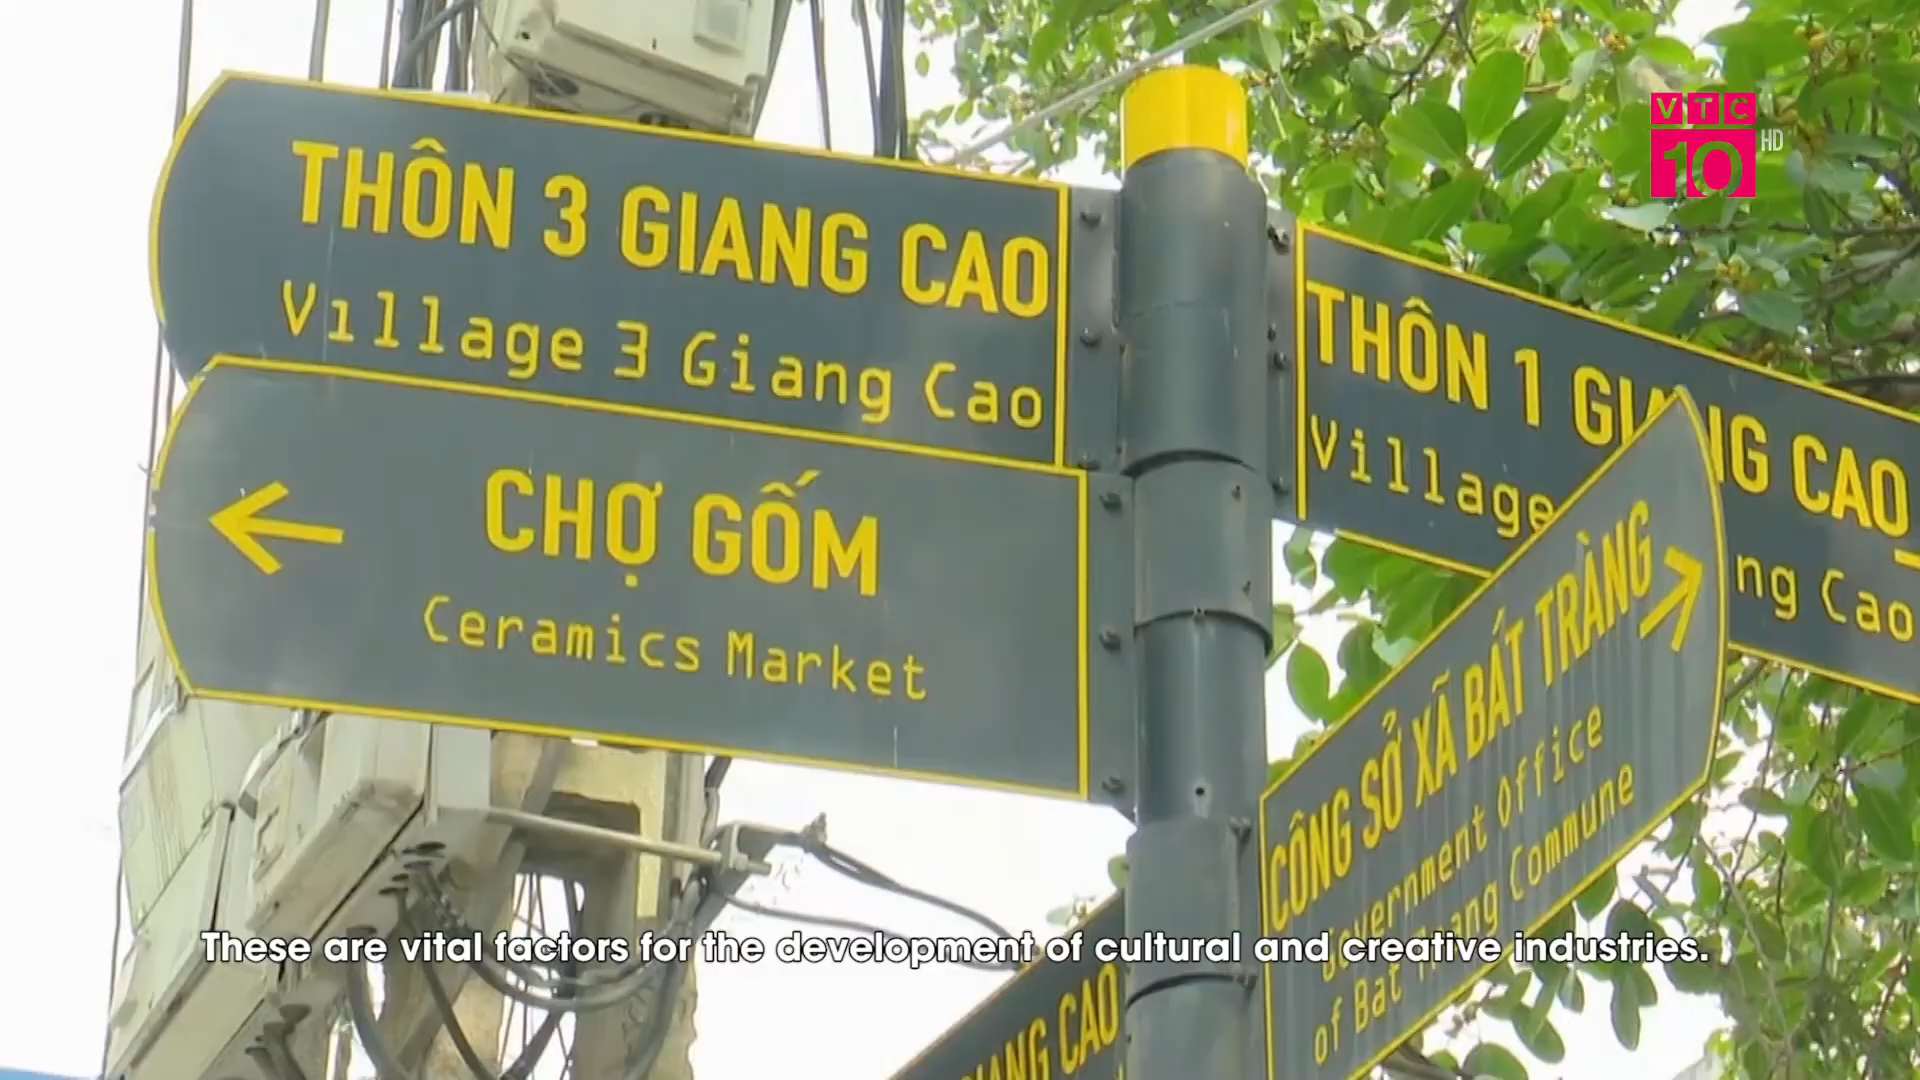 VTC
10 HD
THÔN 3 GIANG CAO
Village 3 Giang Cao
CHỢ GỐM
Ceramics Market
THÔN 1 GIANG CAO
Village ng Cao
CÔNG SỞ XÃ BÁT TRÀNG
Government Office
of Bat Trang Commune
GIANG CAO
These are vital factors for the development of cultural and creative industries.